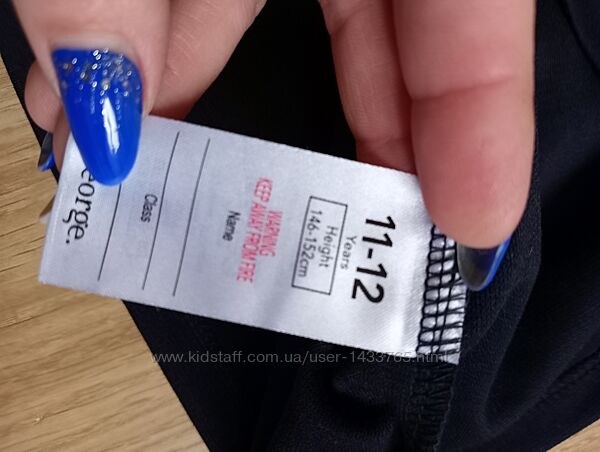 11-12
Years
Height
146-152cm
WARNING
KEEP AWAY FROM FIRE
Name
Class
eorge.
www.kidstaff.com.ua/user-1433765.html